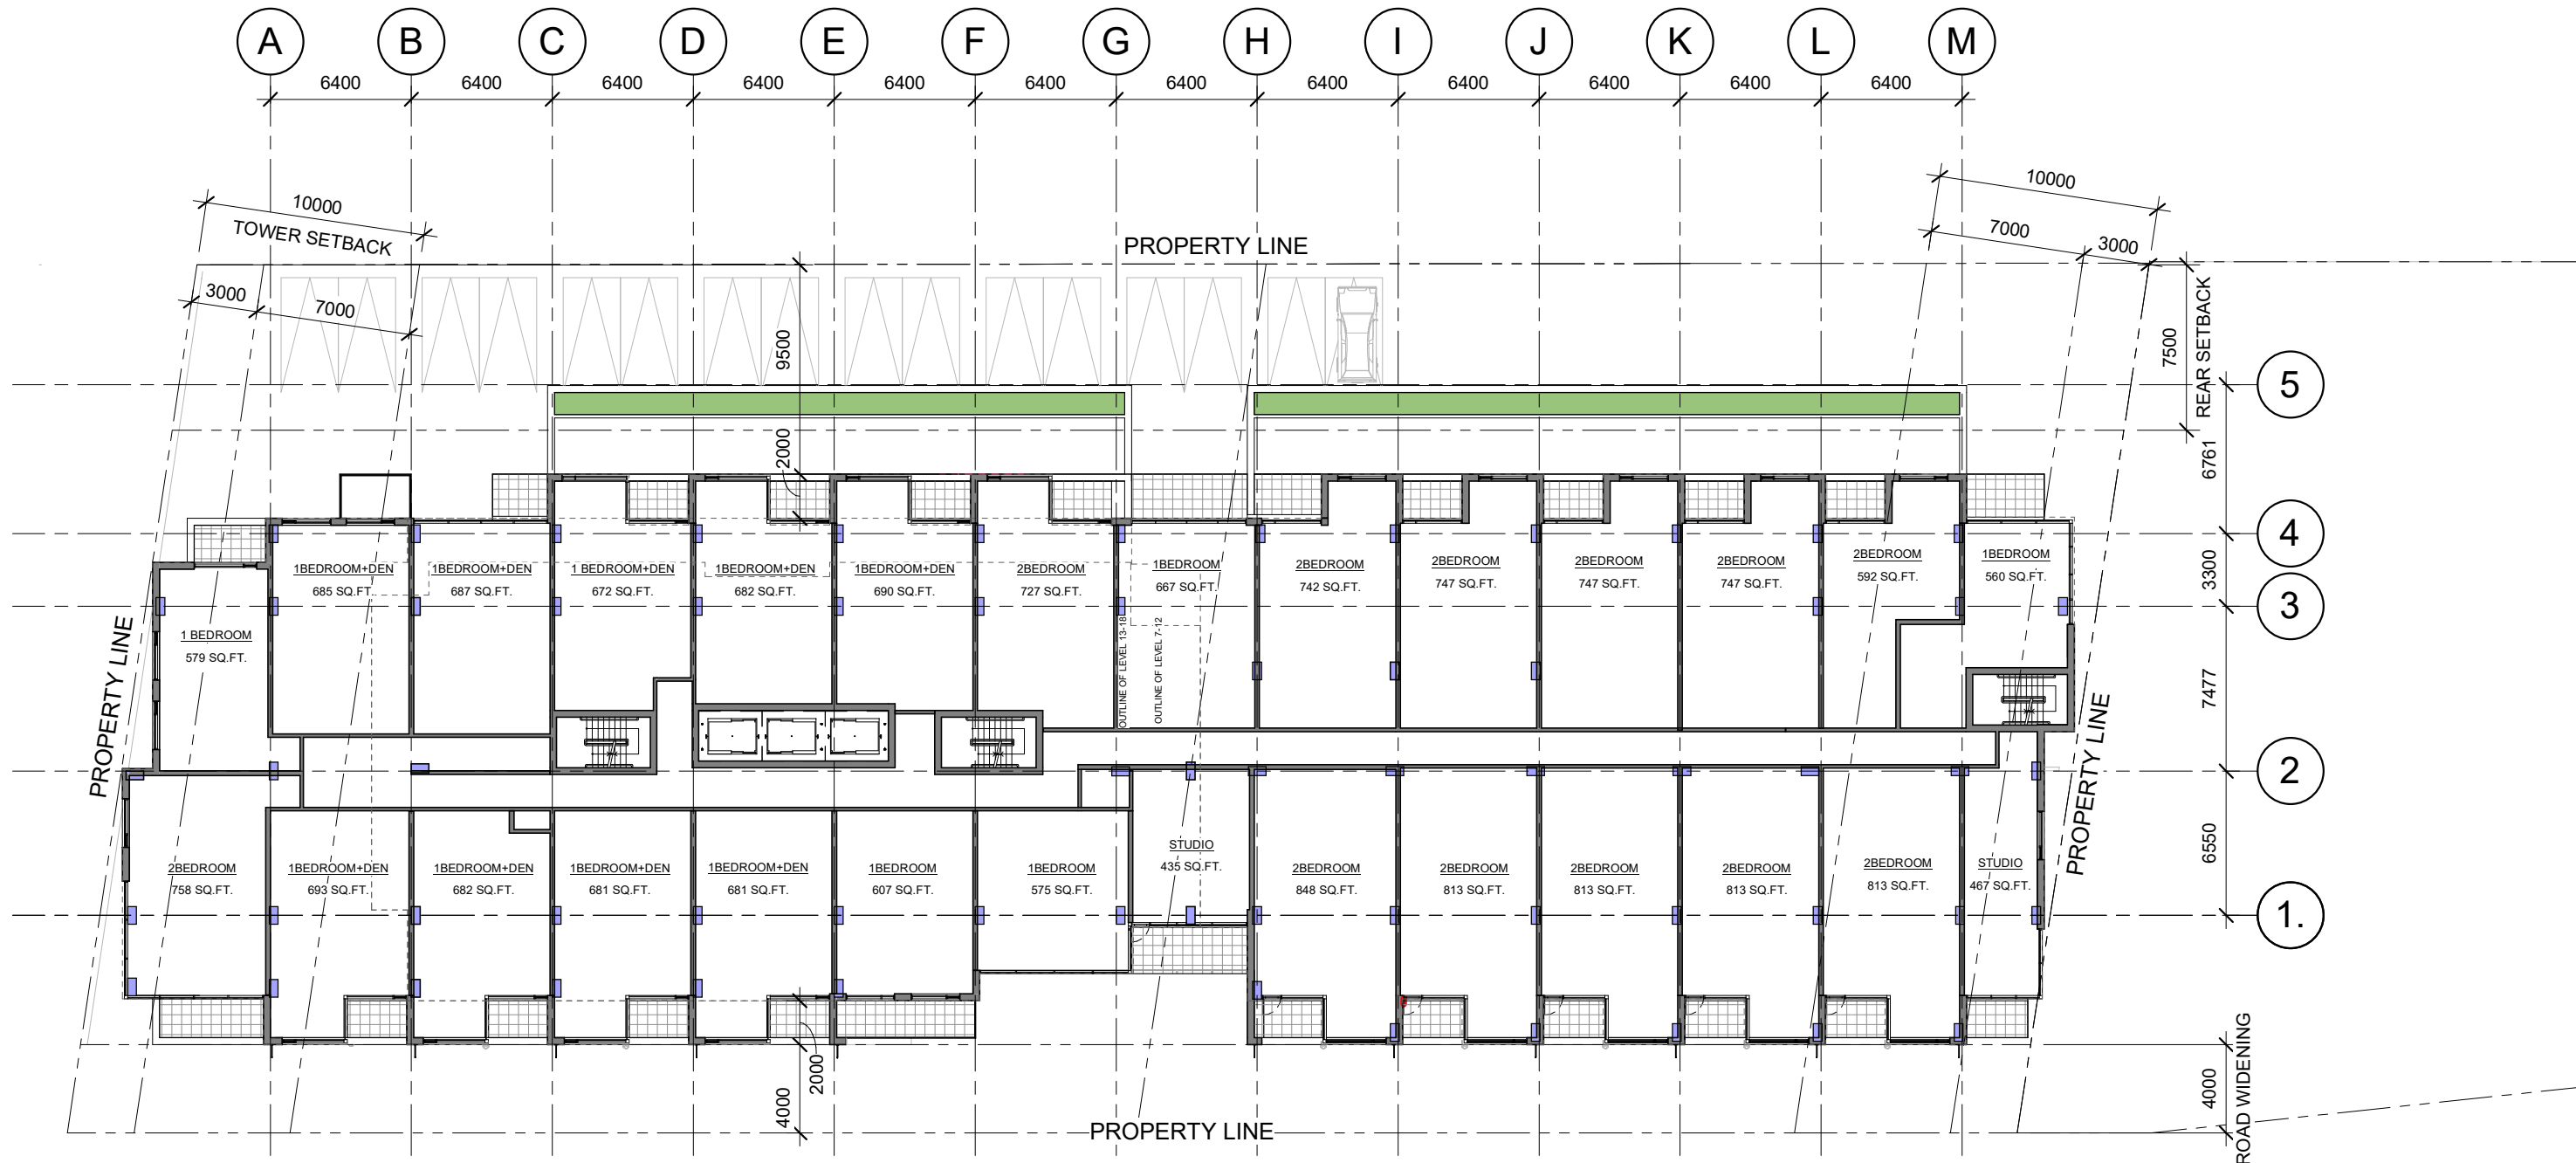 A B C D E F G H I J K L M
6400 6400 6400 6400 6400 6400 6400 6400 6400 6400 6400 6400
10000
TOWER SETBACK
3000
7000
PROPERTY LINE
10000
7000
3000
9500
2000
7500
REAR SETBACK
5
6761
4
3300
3
7477
2
6550
1.
PROPERTY LINE
1 BEDROOM
579 SQ.FT.
1BEDROOM+DEN
685 SQ.FT.
1BEDROOM+DEN
687 SQ.FT.
1 BEDROOM+DEN
672 SQ.FT.
1BEDROOM+DEN
682 SQ.FT.
1BEDROOM+DEN
690 SQ.FT.
2BEDROOM
727 SQ.FT.
1BEDROOM
667 SQ.FT.
OUTLINE OF LEVEL 13-18
OUTLINE OF LEVEL 7-12
2BEDROOM
742 SQ.FT.
2BEDROOM
747 SQ.FT.
2BEDROOM
747 SQ.FT.
2BEDROOM
747 SQ.FT.
2BEDROOM
592 SQ.FT.
1BEDROOM
560 SQ.FT.
PROPERTY LINE
2BEDROOM
758 SQ.FT.
1BEDROOM+DEN
693 SQ.FT.
1BEDROOM+DEN
682 SQ.FT.
1BEDROOM+DEN
681 SQ.FT.
1BEDROOM+DEN
681 SQ.FT.
1BEDROOM
607 SQ.FT.
1BEDROOM
575 SQ.FT.
STUDIO
435 SQ.FT.
2BEDROOM
848 SQ.FT.
2BEDROOM
813 SQ.FT.
2BEDROOM
813 SQ.FT.
2BEDROOM
813 SQ.FT.
2BEDROOM
813 SQ.FT.
STUDIO
467 SQ.FT.
2000
4000
PROPERTY LINE
4000
ROAD WIDENING